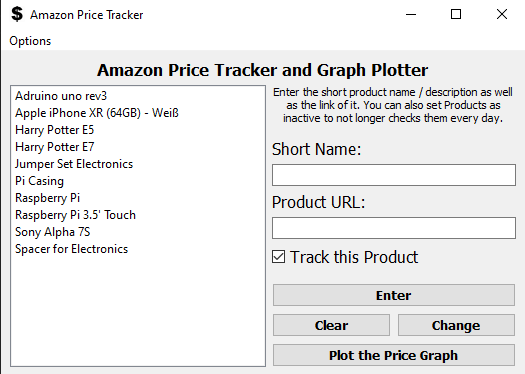 Amazon Price Tracker
Options
Amazon Price Tracker and Graph Plotter
Adruino uno rev3
Apple iPhone XR (64GB) - Weiß
Harry Potter E5
Harry Potter E7
Jumper Set Electronics
Pi Casing
Raspberry Pi
Raspberry Pi 3.5' Touch
Sony Alpha 7S
Spacer for Electronics
Enter the short product name / description as well
as the link of it. You can also set Products as
inactive to not longer checks them every day.
Short Name:
Product URL:
Track this Product
Enter
Clear
Change
Plot the Price Graph